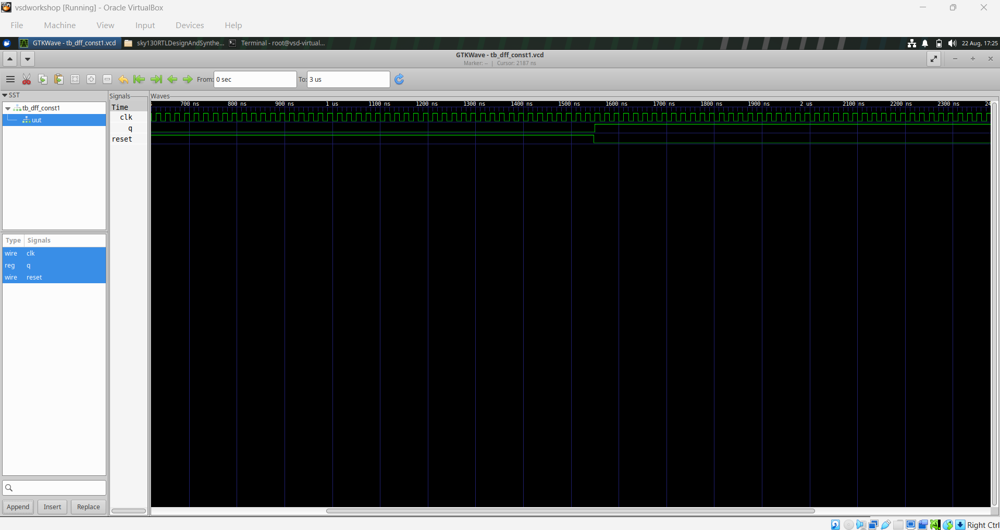 vsdworkshop [Running] - Oracle VirtualBox
File Machine View Input Devices Help
GTKWave - tb_dff_const1.vcd sky130RTLDesignAndSynthe... Terminal - root@vsd-virtual... 22 Aug, 17:25
GTKWave - tb_dff_const1.vcd
Marker: -- | Cursor: 2187 ns
From: 0 sec To: 3 us
SST
tb_dff_const1
uut
Type Signals
wire clk
reg q
wire reset
Append Insert Replace
Signals
Time
clk
q
reset
Waves
700 ns 800 ns 900 ns 1 us 1100 ns 1200 ns 1300 ns 1400 ns 1500 ns 1600 ns 1700 ns 1800 ns 1900 ns 2 us 2100 ns 2200 ns 2300 ns 24
Right Ctrl